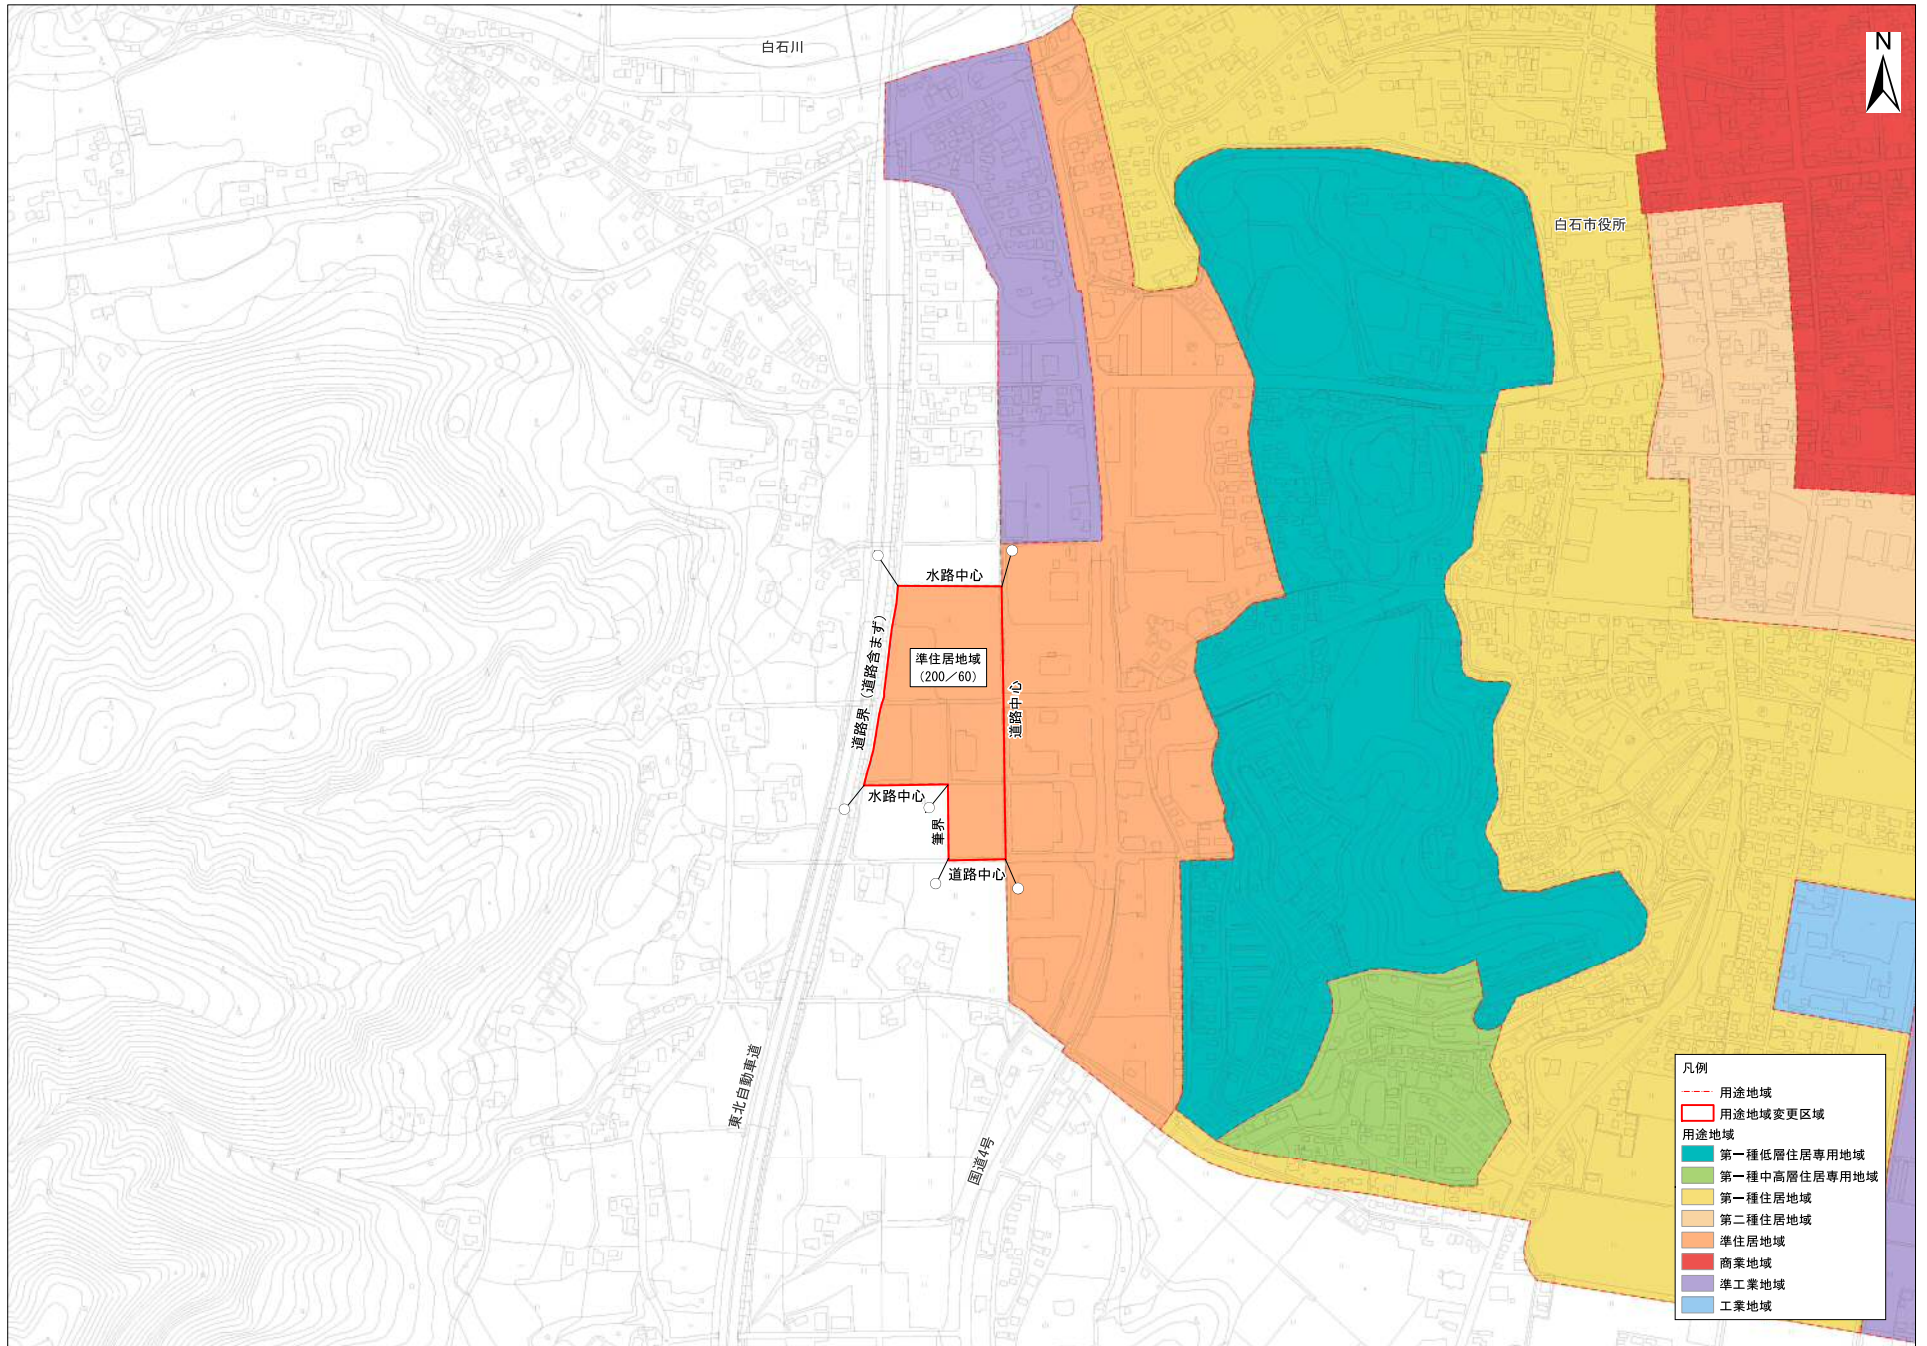 白石川
N
白石市役所
水路中心
道路界（道路含まず）
準住居地域
（200／60）
道路中心
水路中心
筆界
道路中心
東北自動車道
国道4号
凡例
用途地域
用途地域変更区域
用途地域
第一種低層住居専用地域
第一種中高層住居専用地域
第一種住居地域
第二種住居地域
準住居地域
商業地域
準工業地域
工業地域